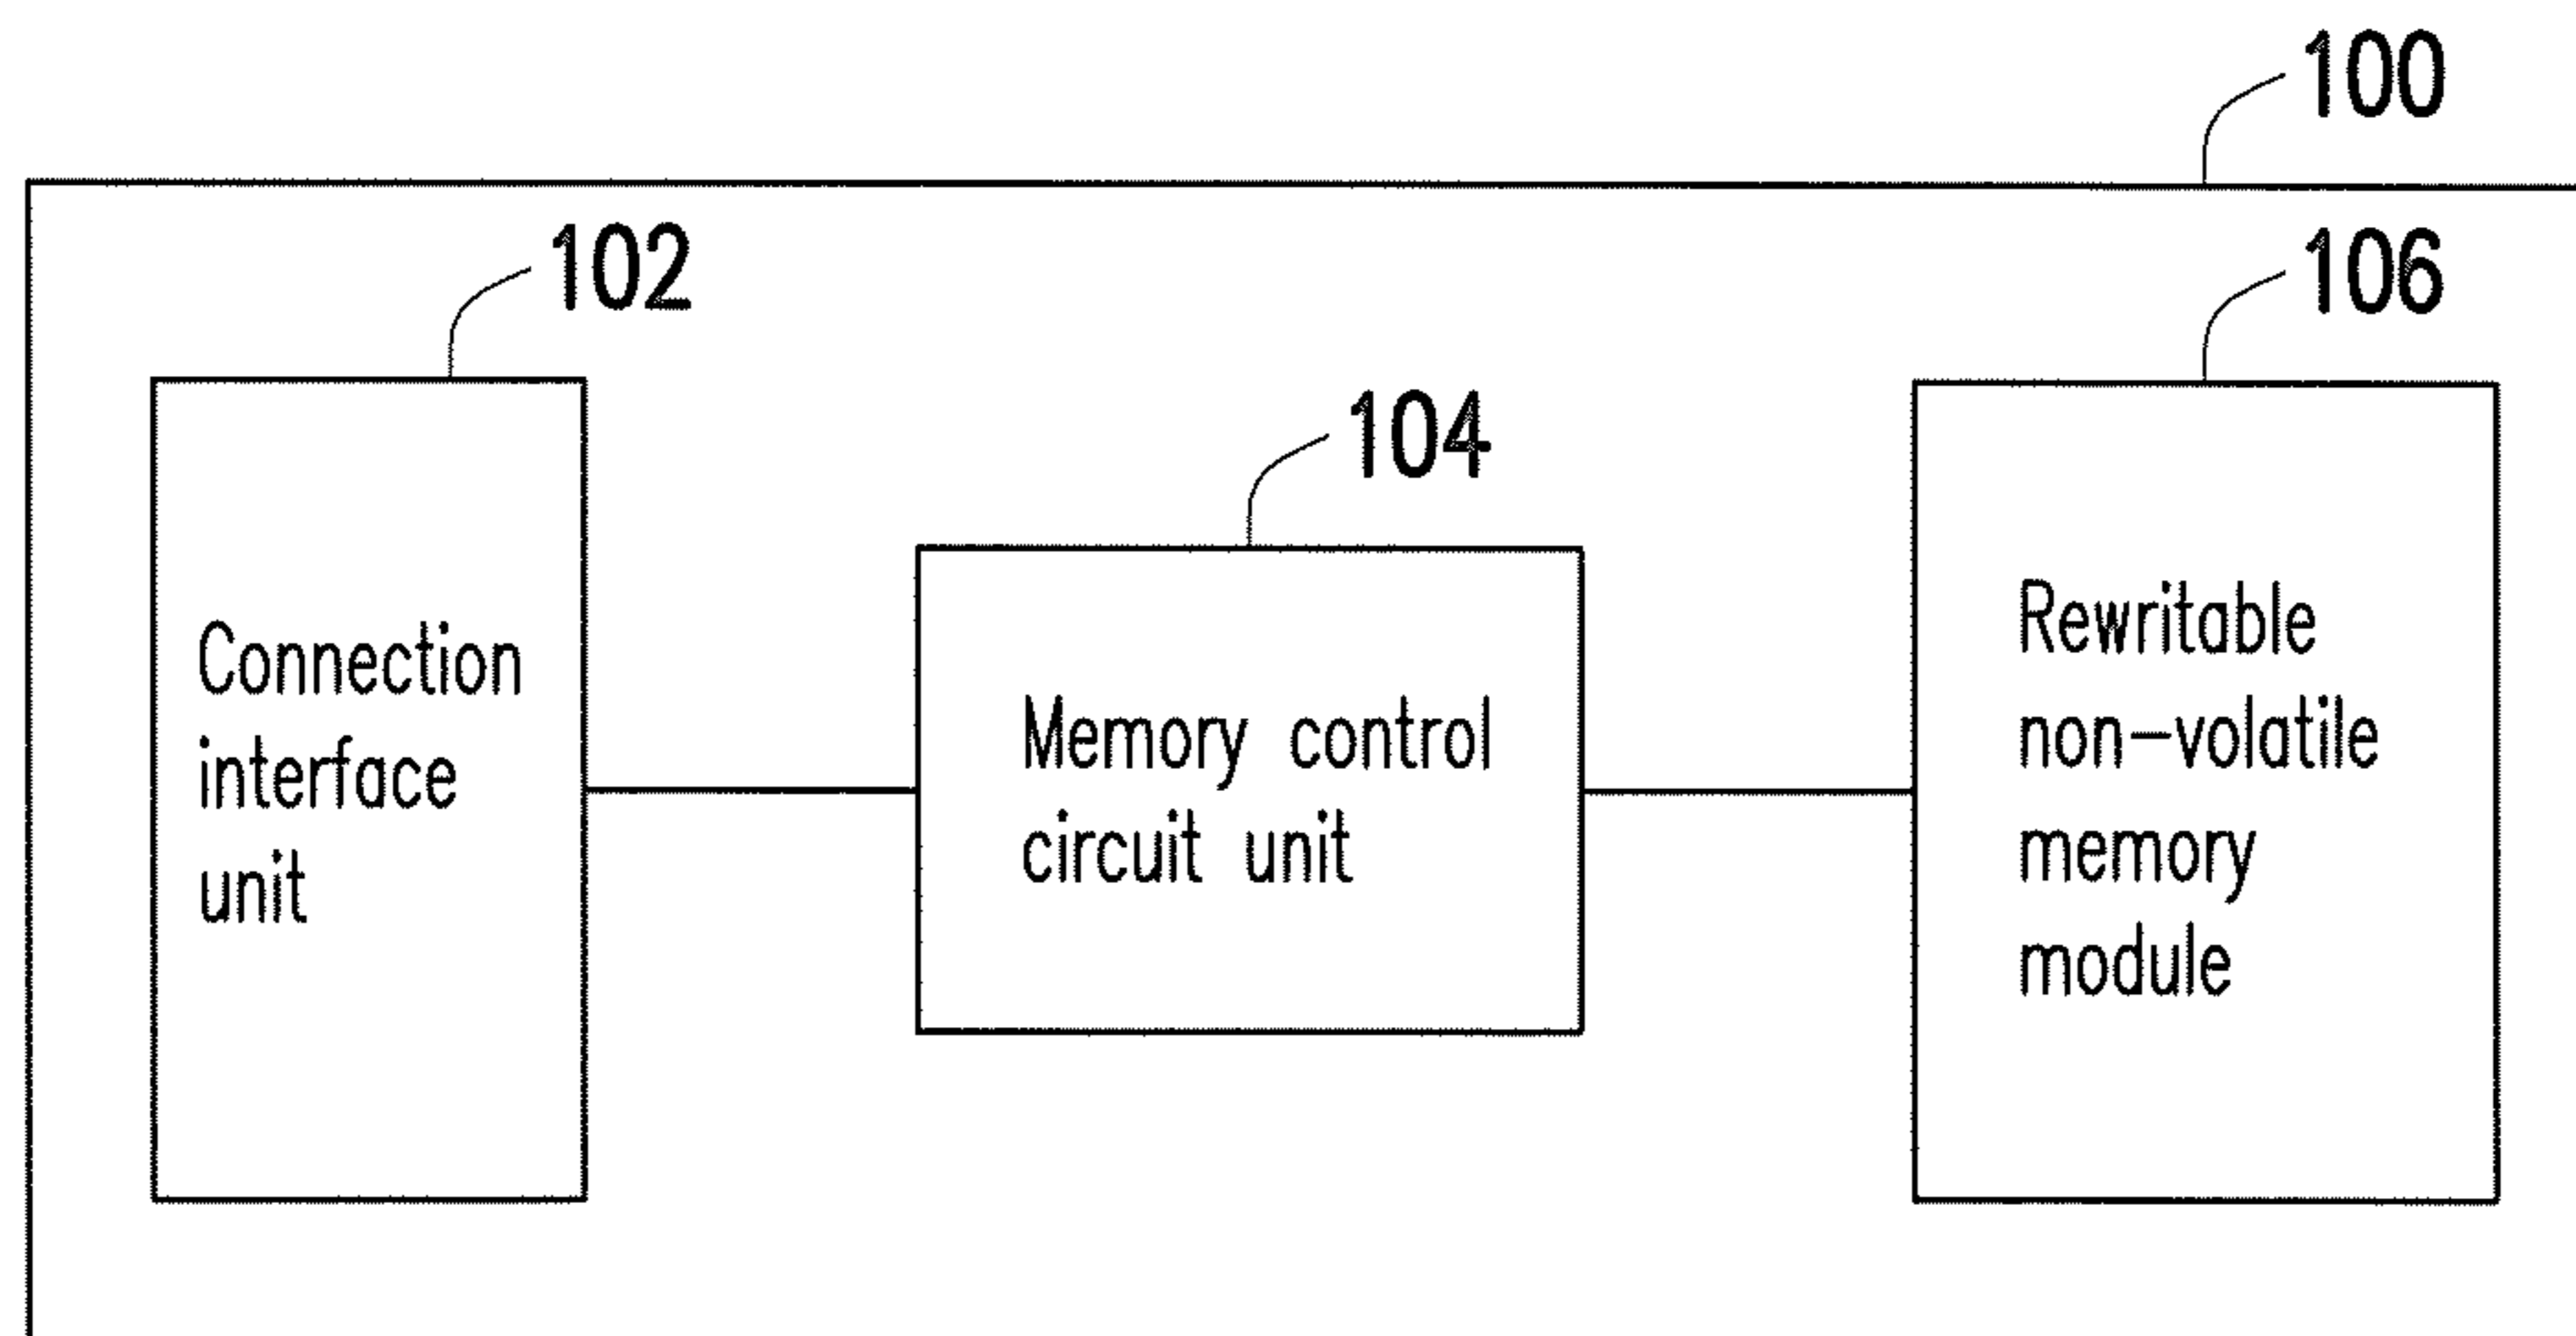 100
102
106
104
Connection
interface
unit
Memory control
circuit unit
Rewritable
non-volatile
memory
module